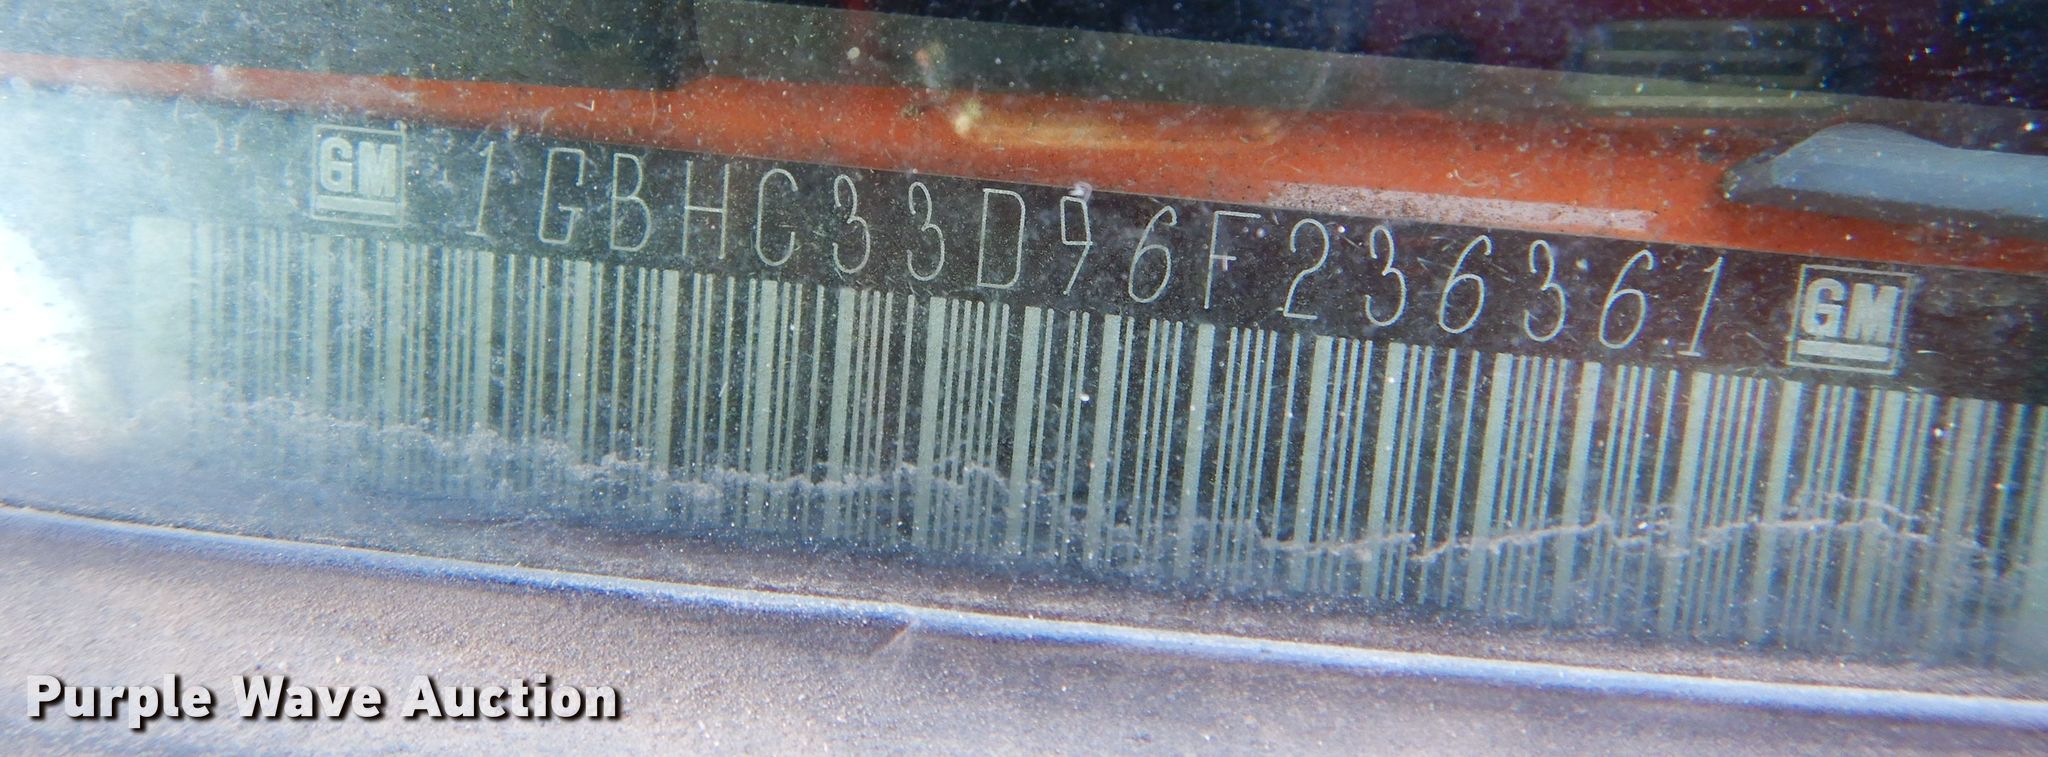 GM 1GBHC33D96F236361 GM
Purple Wave Auction